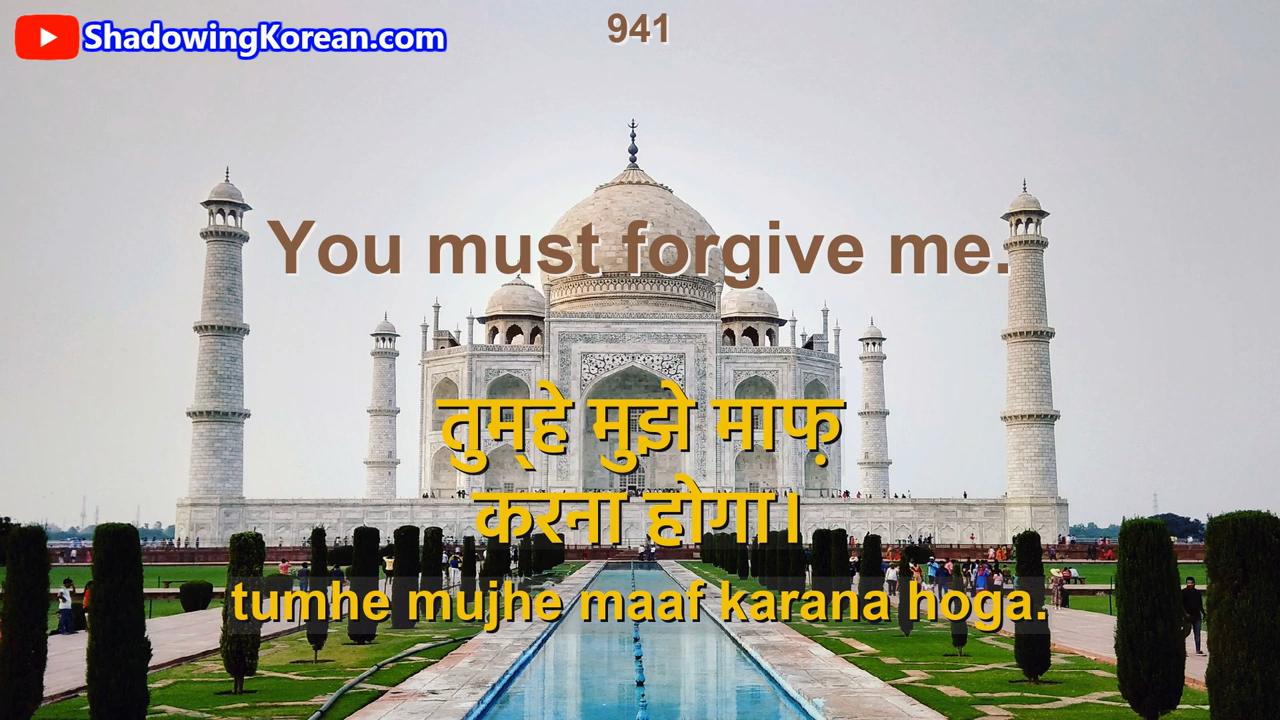 ShadowingKorean.com
941
You must forgive me.
तुम्‌हे मुझे माफ़
करना होगा।
tumhe mujhe maaf karana hoga.